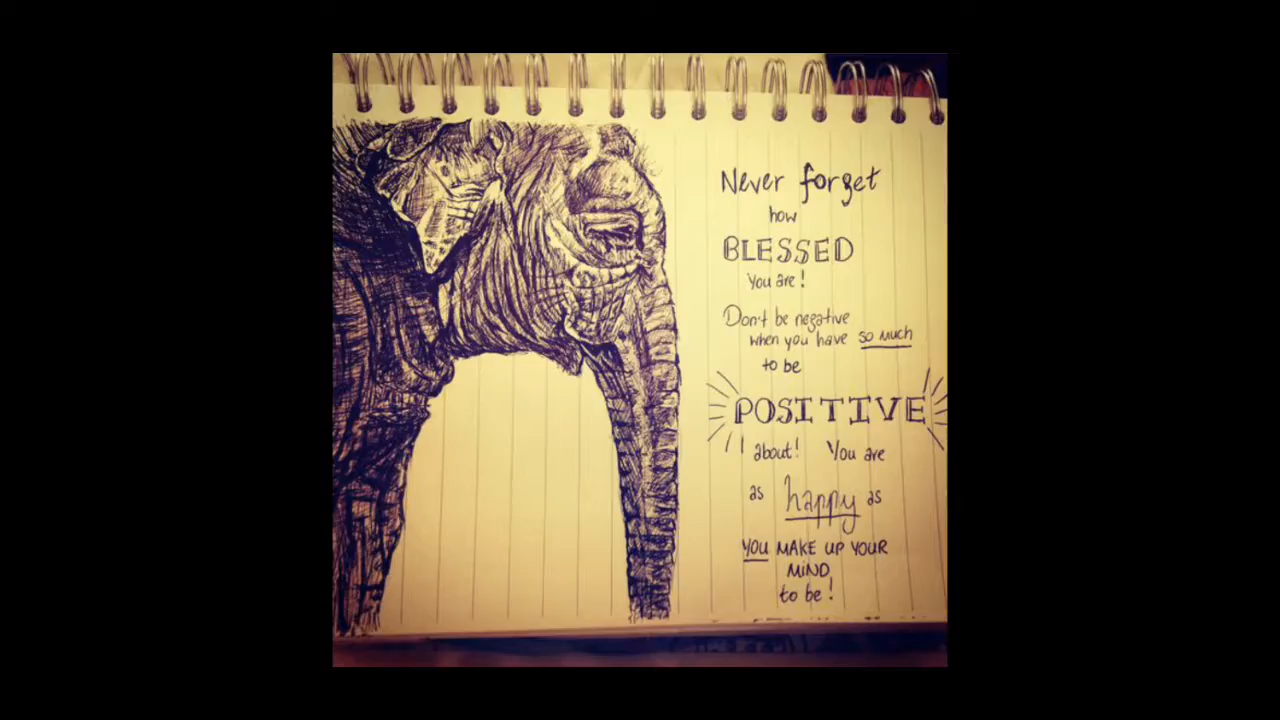 Never forget
how
BLESSED
You are!
Don't be negative
when you have so much
to be
POSITIVE
about! You are
as happy as
YOU MAKE UP YOUR
MIND
to be!